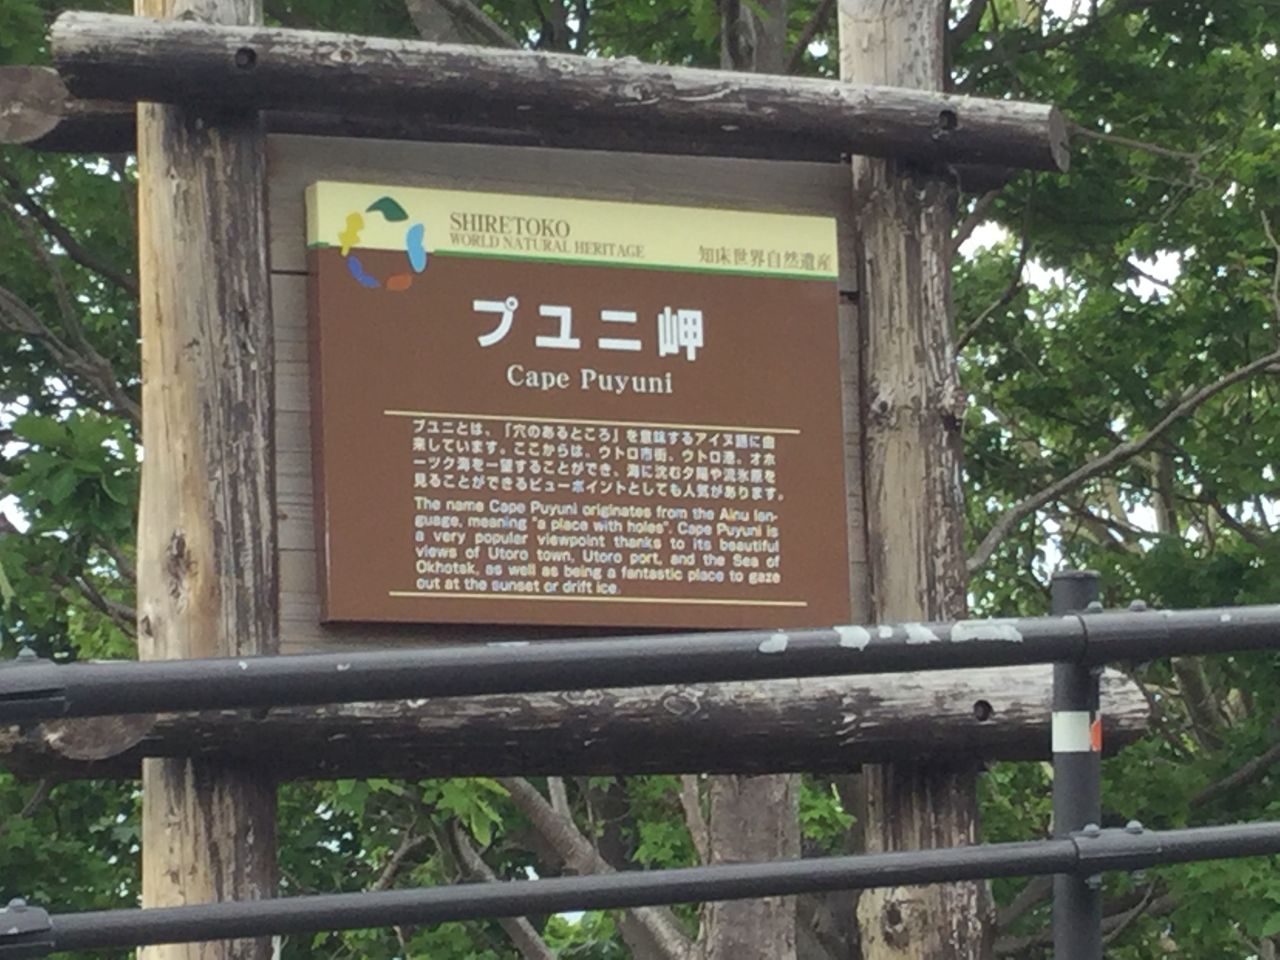 SHIRETOKO
WORLD NATURAL HERITAGE
知床世界自然遺産
プユニ岬
Cape Puyuni
プユニとは、「穴のあるところ」を意味するアイヌ語に由
来しています。ここからは、ウトロ市街、ウトロ港、オホ
ーツク海を一望することができ、海に沈む夕陽や流氷原を
見ることができるビューポイントとしても人気があります。
The name Cape Puyuni originates from the Ainu lan-
guage, meaning "a place with holes". Cape Puyuni is
a very popular viewpoint thanks to its beautiful
views of Utoro town, Utoro port, and the Sea of
Okhotsk, as well as being a fantastic place to gaze
out at the sunset or drift ice.